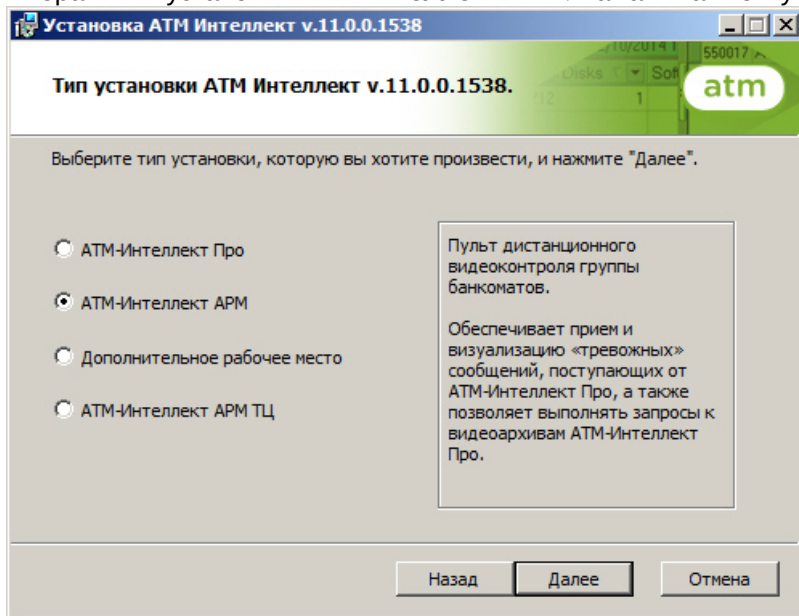 Установка АТМ Интеллект v.11.0.0.1538
Тип установки АТМ Интеллект v.11.0.0.1538.
550017
Disks
1
atm
Выберите тип установки, которую вы хотите произвести, и нажмите "Далее".
АТМ-Интеллект Про
АТМ-Интеллект АРМ
Дополнительное рабочее место
АТМ-Интеллект АРМ ТЦ
Пульт дистанционного
видеоконтроля группы
банкоматов.
Обеспечивает прием и
визуализацию «тревожных»
сообщений, поступающих от
АТМ-Интеллект Про, а также
позволяет выполнять запросы к
видеоархивам АТМ-Интеллект
Про.
Назад
Далее
Отмена